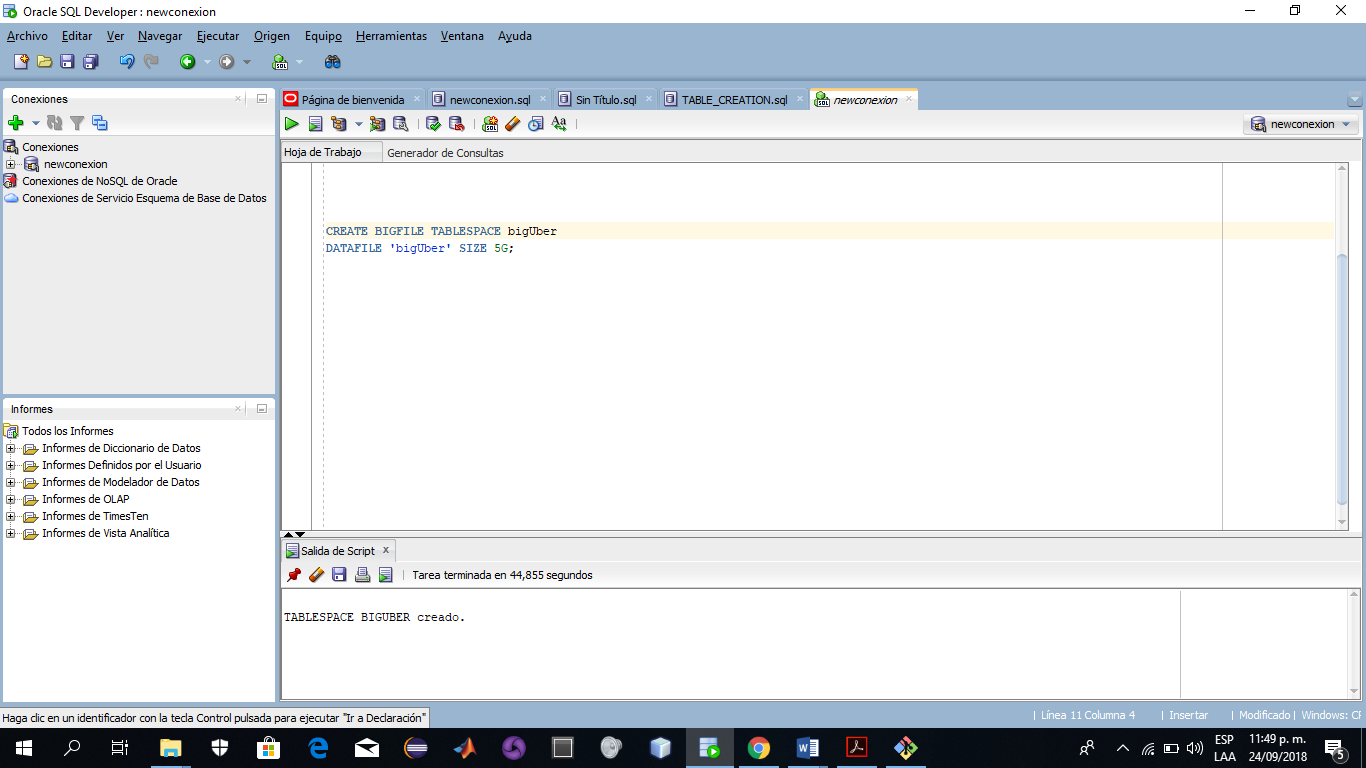 Oracle SQL Developer : newconexion
Archivo Editar Ver Navegar Ejecutar Origen Equipo Herramientas Ventana Ayuda
Conexiones
Conexiones
newconexion
Conexiones de NoSQL de Oracle
Conexiones de Servicio Esquema de Base de Datos
Informes
Todos los Informes
Informes de Diccionario de Datos
Informes Definidos por el Usuario
Informes de Modelador de Datos
Informes de OLAP
Informes de TimesTen
Informes de Vista Analítica
Página de bienvenida newconexion.sql Sin Título.sql TABLE_CREATION.sql newconexion
newconexion
Hoja de Trabajo Generador de Consultas
CREATE BIGFILE TABLESPACE bigUber
DATAFILE 'bigUber' SIZE 5G;
Salida de Script
Tarea terminada en 44,855 segundos
TABLESPACE BIGUBER creado.
Haga clic en un identificador con la tecla Control pulsada para ejecutar "Ir a Declaración"
Línea 11 Columna 4 Insertar Modificado Windows:
ESP 11:49 p. m.
LAA 24/09/2018 5